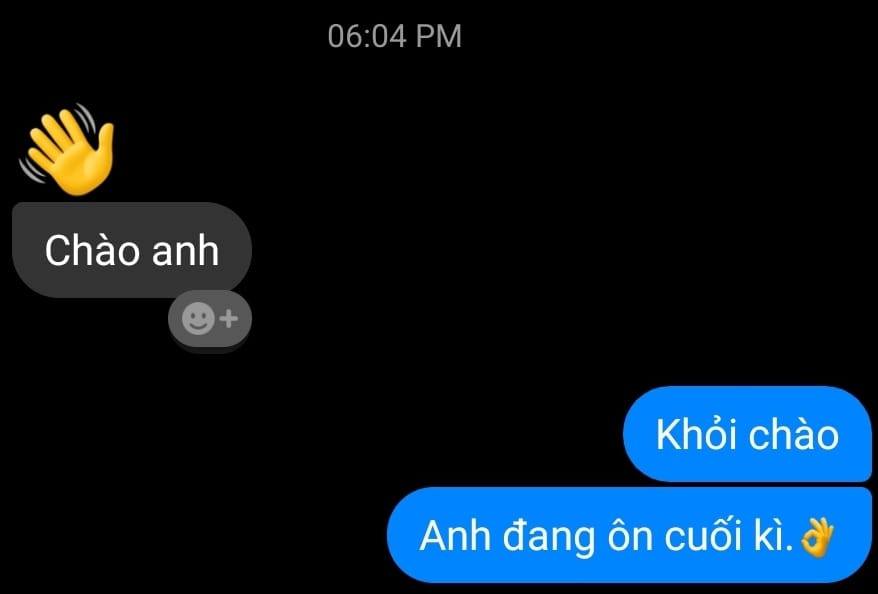 06:04 PM
👋
Chào anh
Khỏi chào
Anh đang ôn cuối kì.👌